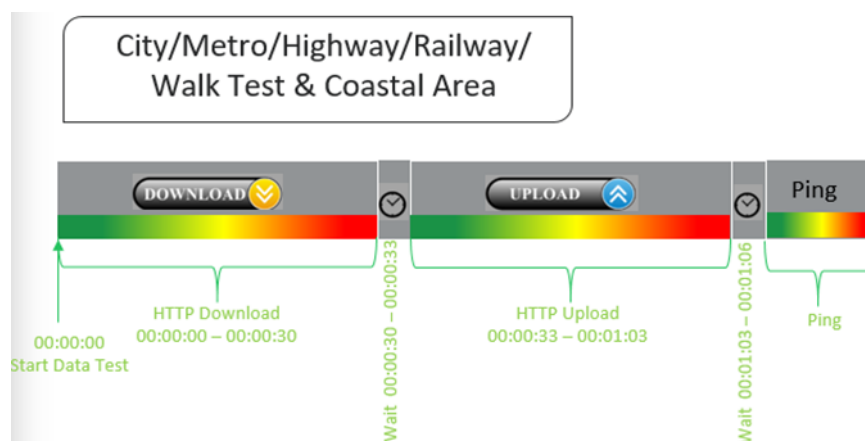 City/Metro/Highway/Railway/
Walk Test & Coastal Area
DOWNLOAD
UPLOAD
Ping
00:00:00
Start Data Test
HTTP Download
00:00:00 – 00:00:30
Wait 00:00:30 – 00:00:33
HTTP Upload
00:00:33 – 00:01:03
Wait 00:01:03 – 00:01:06
Ping